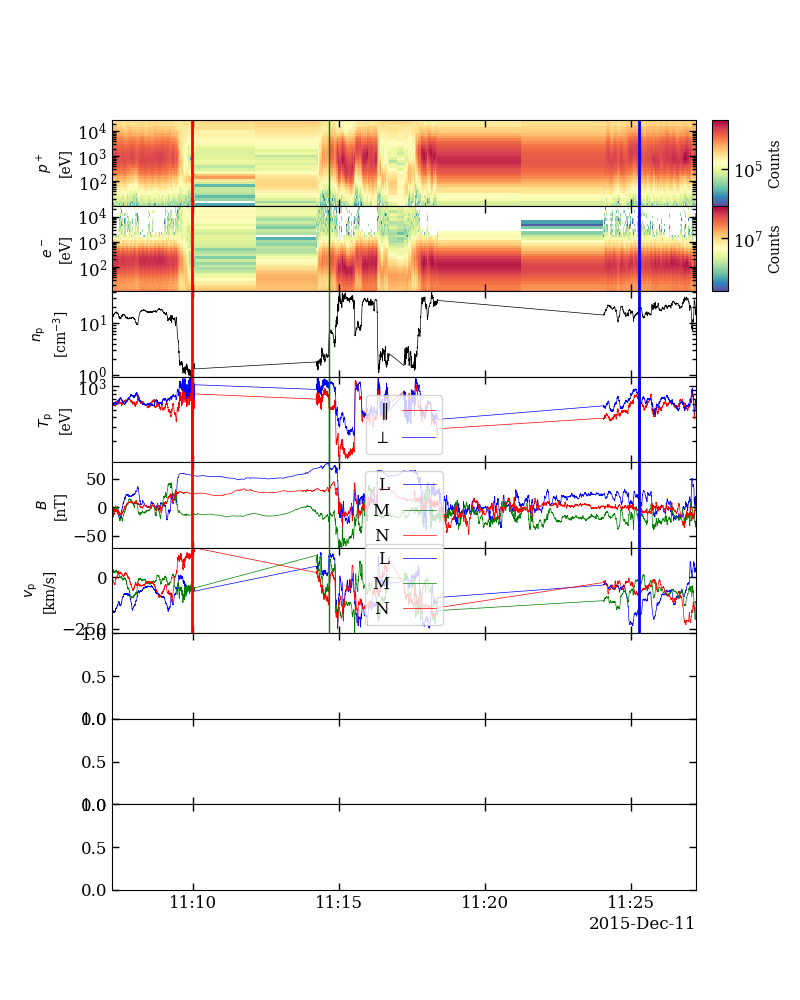 10⁴
10³
10²
p⁺
[eV]
10⁵
Counts
10⁴
10³
10²
e⁻
[eV]
10⁷
Counts
10¹
10⁰
nₚ
[cm⁻³]
10³
Tₚ
[eV]
∥
⊥
50
0
−50
B
[nT]
L
M
N
0
−250
vₚ
[km/s]
L
M
N
1.0
0.5
0.0
1.0
0.5
0.0
1.0
0.5
0.0
11:10 11:15 11:20 11:25
2015-Dec-11